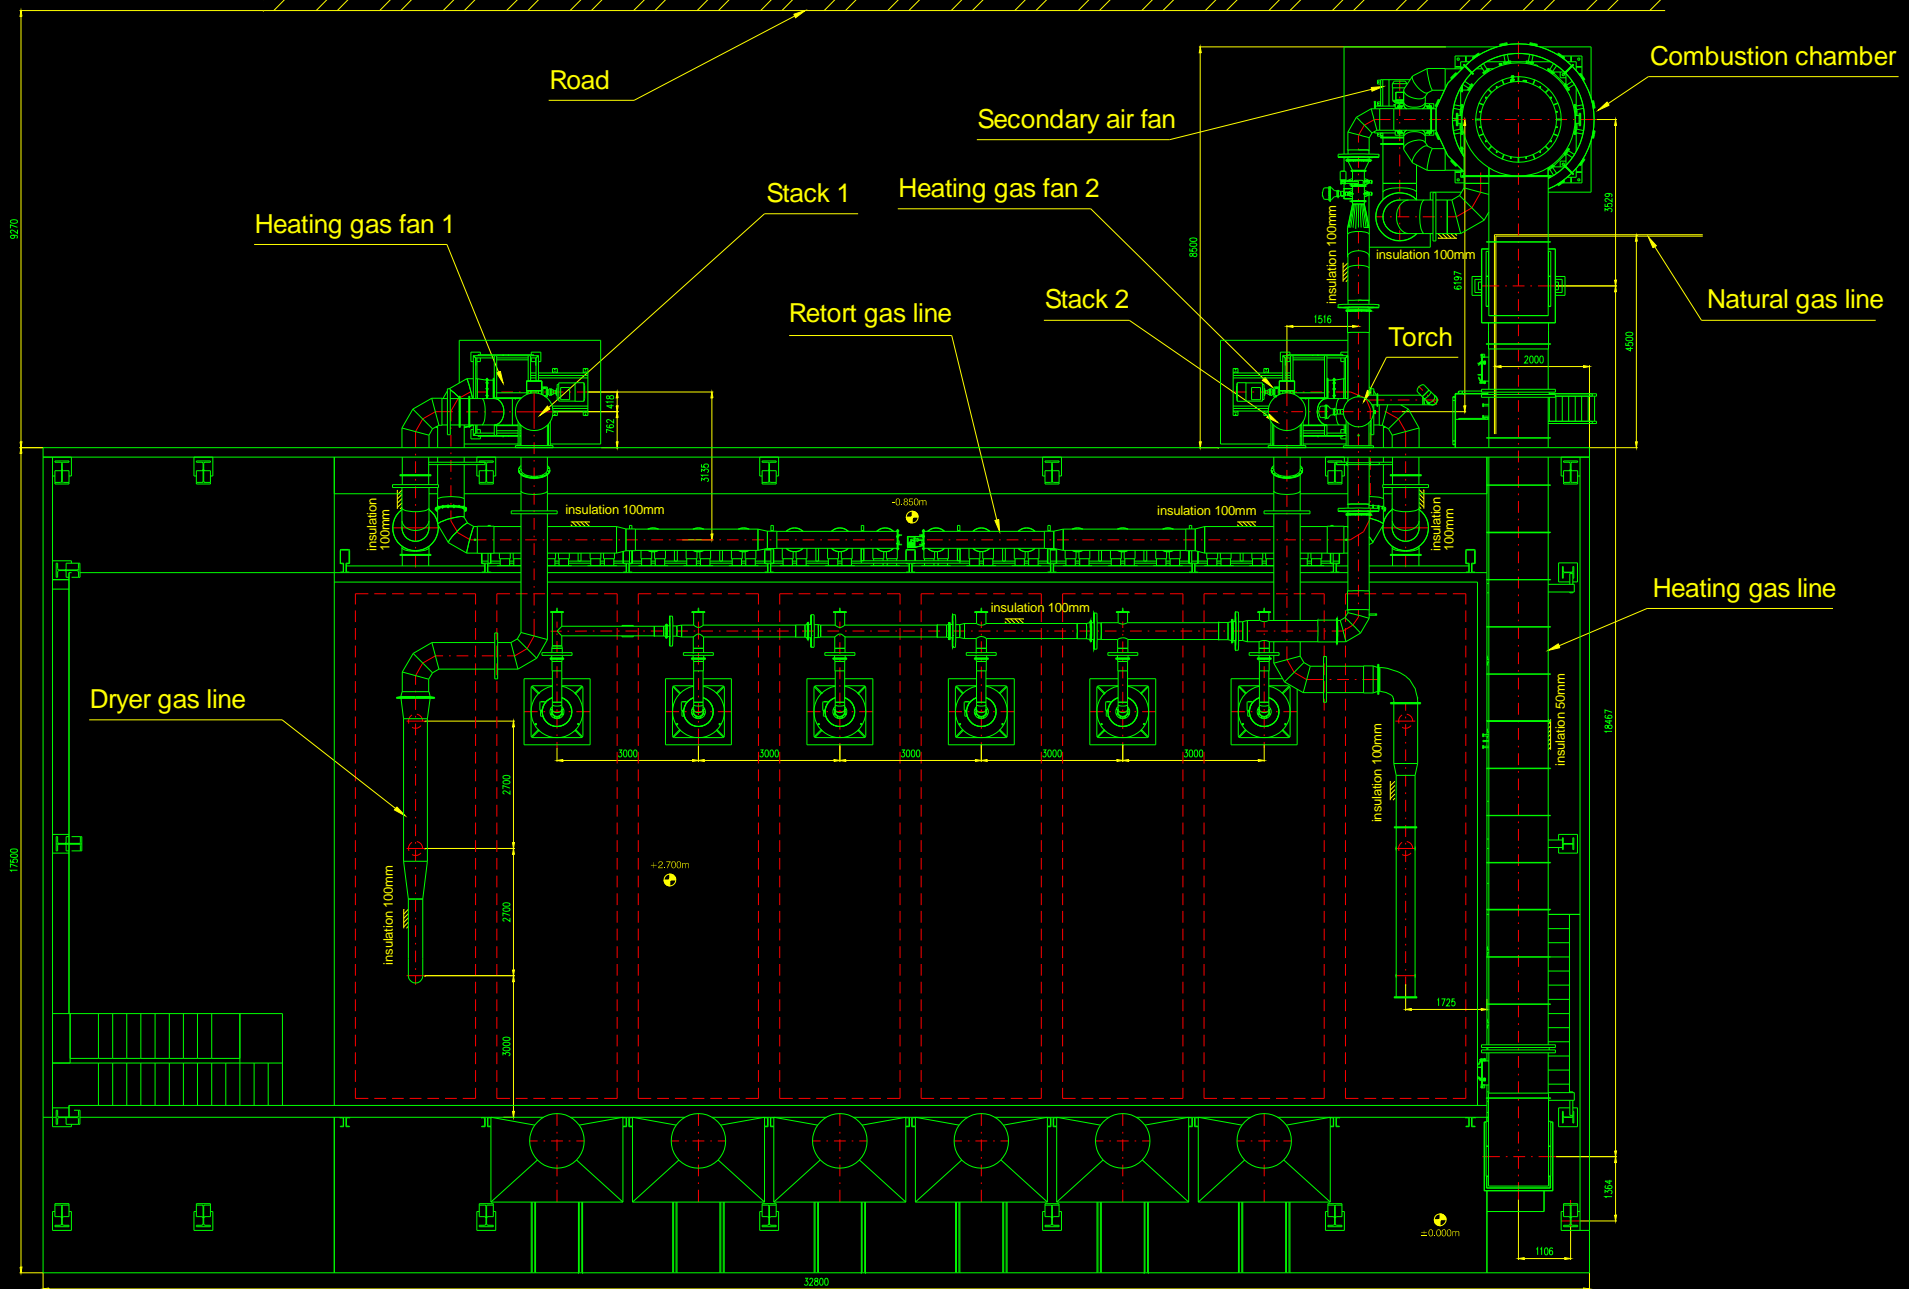 Road
Combustion chamber
Secondary air fan
Stack 1
Heating gas fan 2
Heating gas fan 1
9270
8500
3529
insulation 100mm
insulation 100mm
6197
Stack 2
Retort gas line
Natural gas line
1516
Torch
4500
2000
418
762
3135
insulation 100mm
insulation 100mm
-0.850m
insulation 100mm
insulation 100mm
Heating gas line
insulation 100mm
Dryer gas line
insulation 50mm
18467
3000
3000
3000
3000
3000
2700
insulation 100mm
17500
+2.700m
2700
insulation 100mm
1725
3000
1364
±0.000m
1106
32800